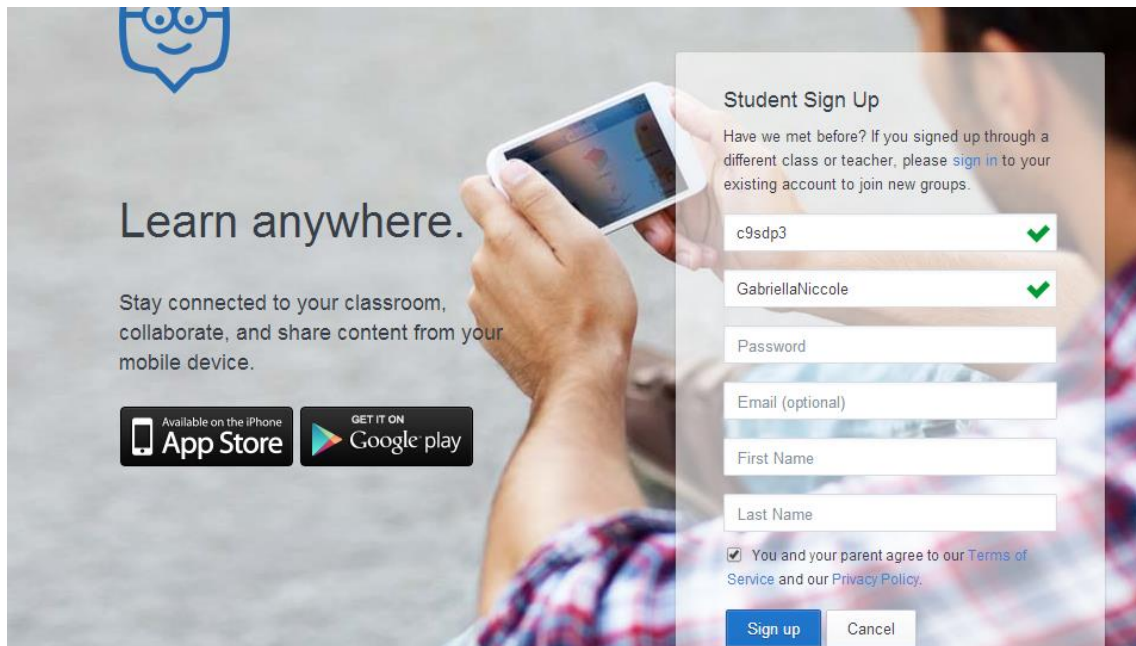 Learn anywhere.
Stay connected to your classroom,
collaborate, and share content from your
mobile device.
Available on the iPhone
App Store
GET IT ON
Google play
Student Sign Up
Have we met before? If you signed up through a
different class or teacher, please sign in to your
existing account to join new groups.
c9sdp3
GabriellaNiccole
Password
Email (optional)
First Name
Last Name
You and your parent agree to our Terms of
Service and our Privacy Policy.
Sign up
Cancel